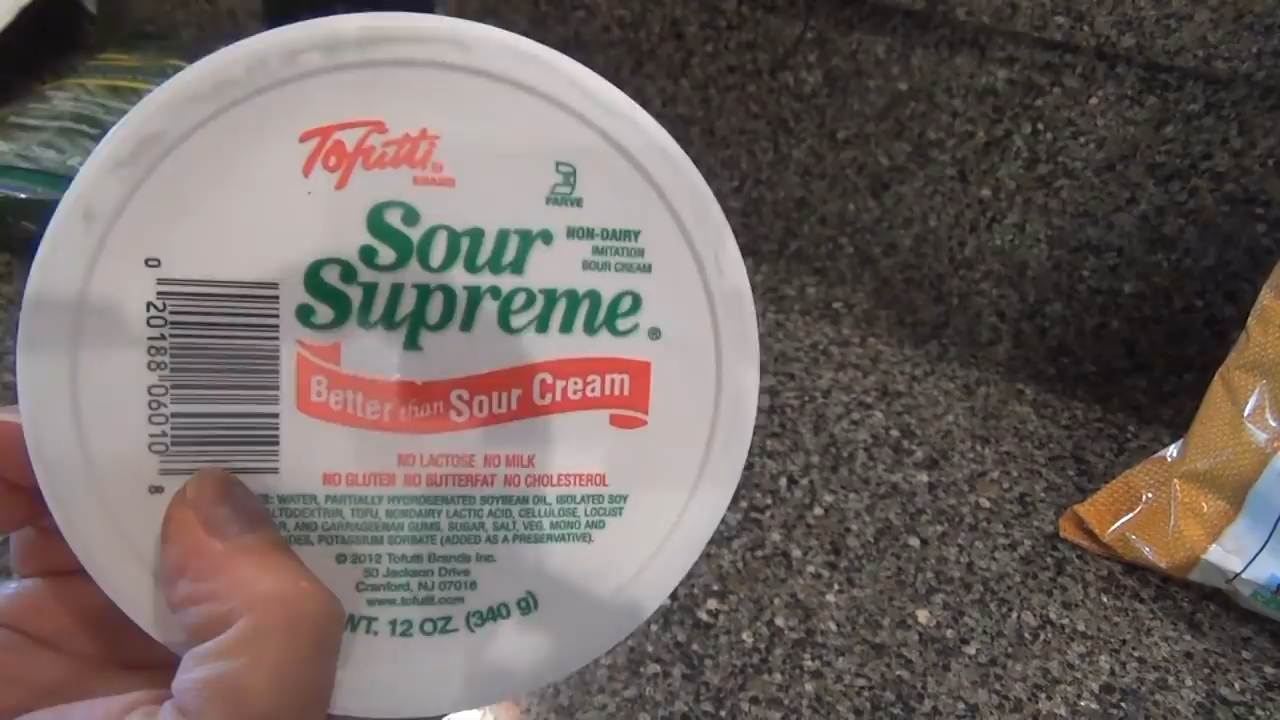 Tofutti®
BRAND
PARVE
Sour
Supreme®
NON-DAIRY
IMITATION
SOUR CREAM
Better than Sour Cream
NO LACTOSE NO MILK
NO GLUTEN NO BUTTERFAT NO CHOLESTEROL
: WATER, PARTIALLY HYDROGENATED SOYBEAN OIL, ISOLATED SOY
LTODEXTRIN, TOFU, NONDAIRY LACTIC ACID, CELLULOSE, LOCUST
R, AND CARRAGEENAN GUMS, SUGAR, SALT, VEG. MONO AND
DES, POTASSIUM SORBATE (ADDED AS A PRESERVATIVE).
© 2012 Tofutti Brands Inc.
50 Jackson Drive
Cranford, NJ 07016
www.tofutti.com
WT. 12 OZ. (340 g)
0 20188 06010 8